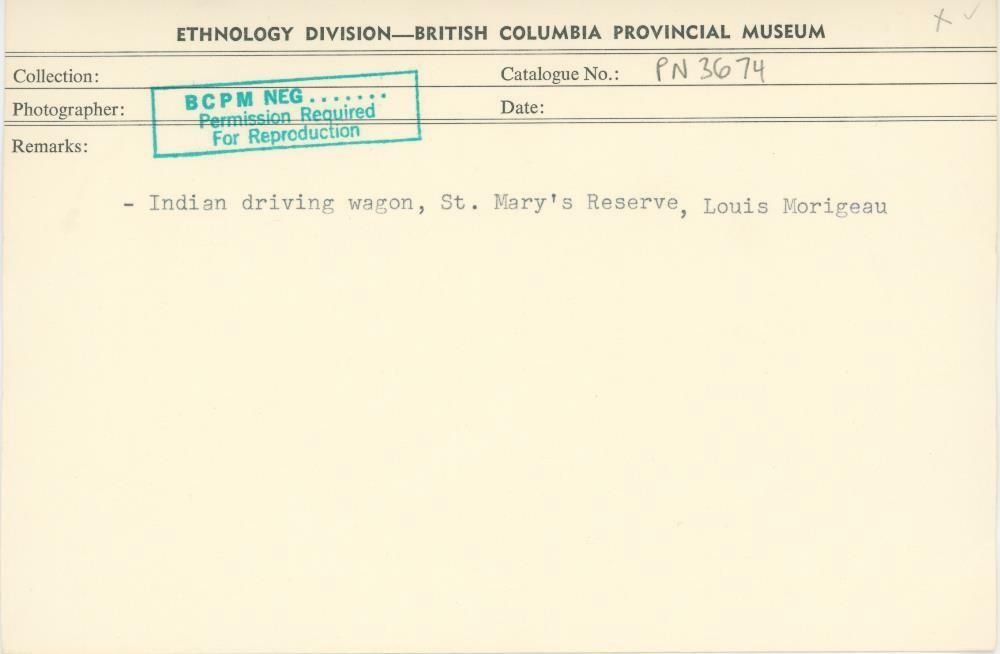 ETHNOLOGY DIVISION—BRITISH COLUMBIA PROVINCIAL MUSEUM
Collection:
Catalogue No.: PN 3674
Photographer:
Date:
BCPM NEG.......
Permission Required
For Reproduction
Remarks:
- Indian driving wagon, St. Mary's Reserve, Louis Morigeau